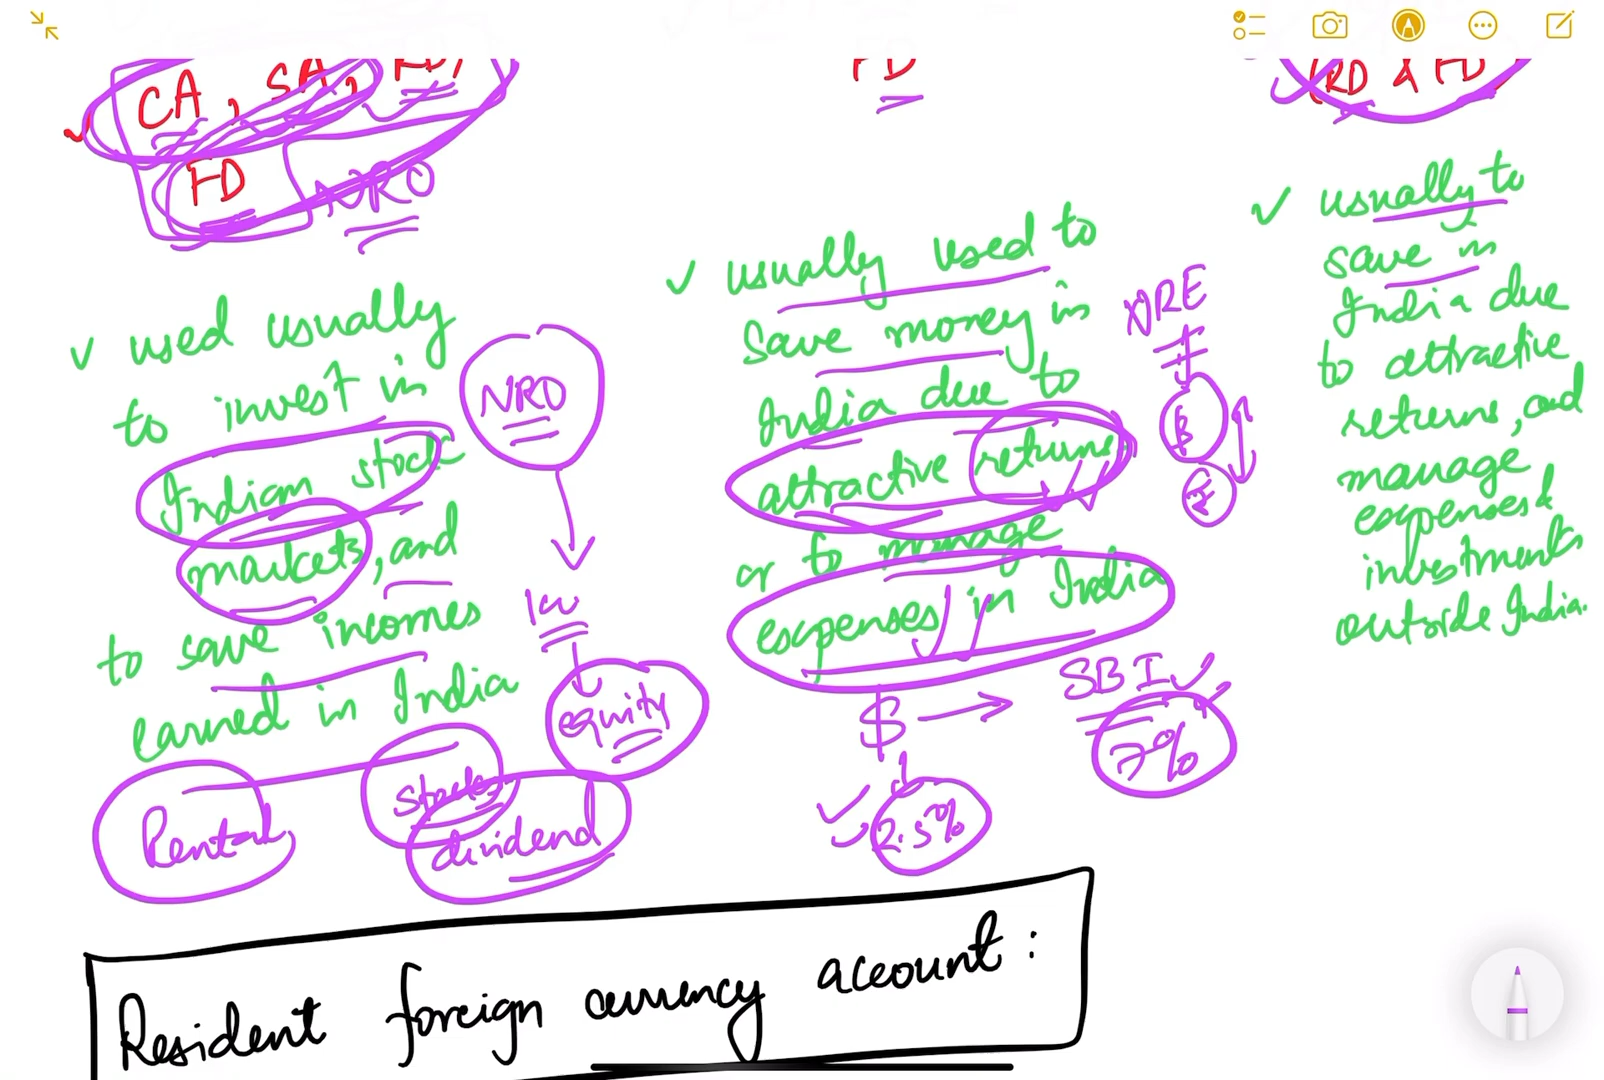 CA, SA, RD,
FD
NRO
✓ used usually
to invest in
Indian stock
markets, and
to save incomes
earned in India
NRO
10
equity
Rental,
stocks
dividend
FD
✓ usually used to
save money in
India due to
attractive returns,
or to manage
expenses in India
NRE
$
₹
$ → SBI ✓
7%
✓ 2.5%
(RD & FD
✓ usually to
save in
India due
to attractive
returns, and
manage
expenses &
investments
outside India.
Resident foreign currency account: